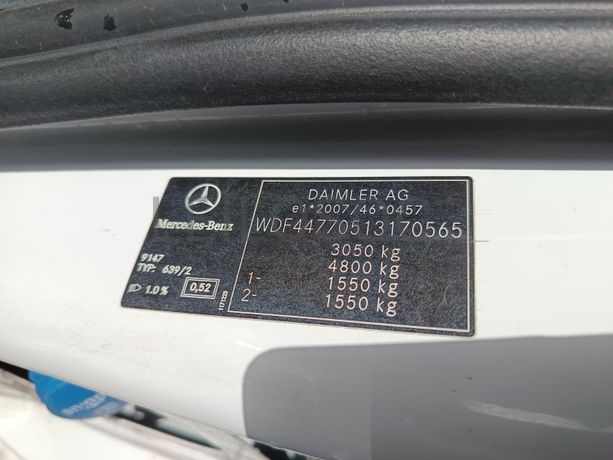 Mercedes-Benz
9147
TYP: 639/2
1.0% 0,52
117123
DAIMLER AG
e1*2007/46*0457
WDF44770513170565
3050 kg
4800 kg
1- 1550 kg
2- 1550 kg